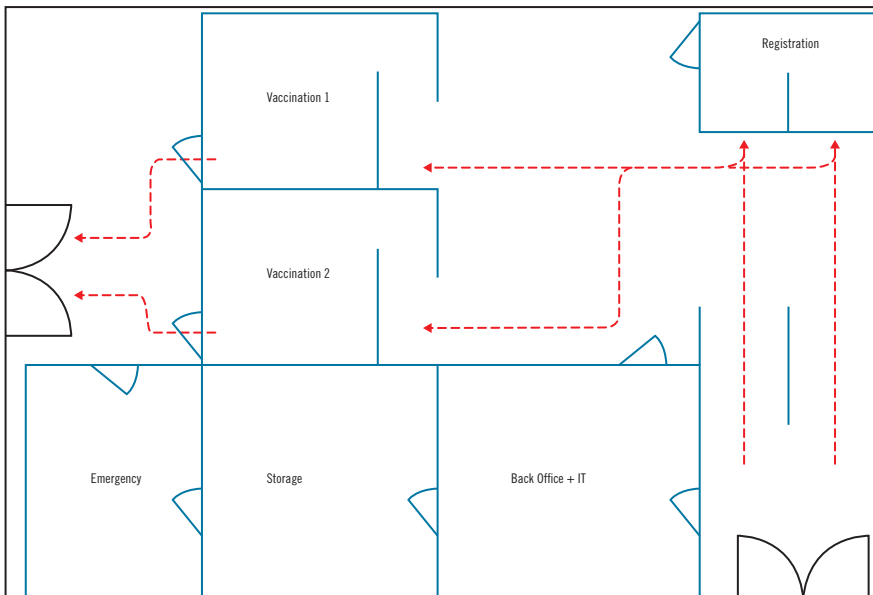 Registration
Vaccination 1
Vaccination 2
Emergency
Storage
Back Office + IT